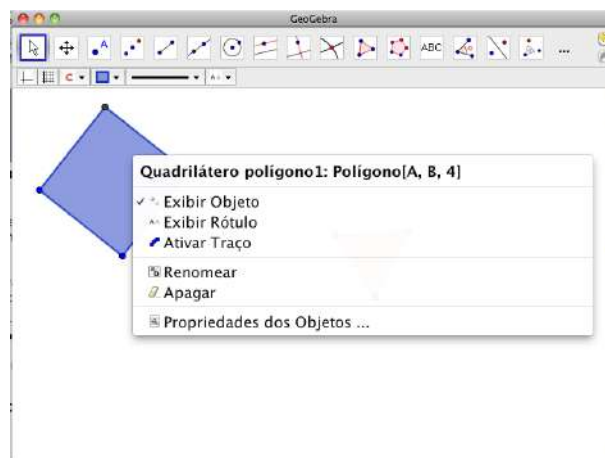 GeoGebra
A
ABC
...
Quadrilátero polígono1: Polígono[A, B, 4]
Exibir Objeto
Exibir Rótulo
Ativar Traço
Renomear
Apagar
Propriedades dos Objetos ...